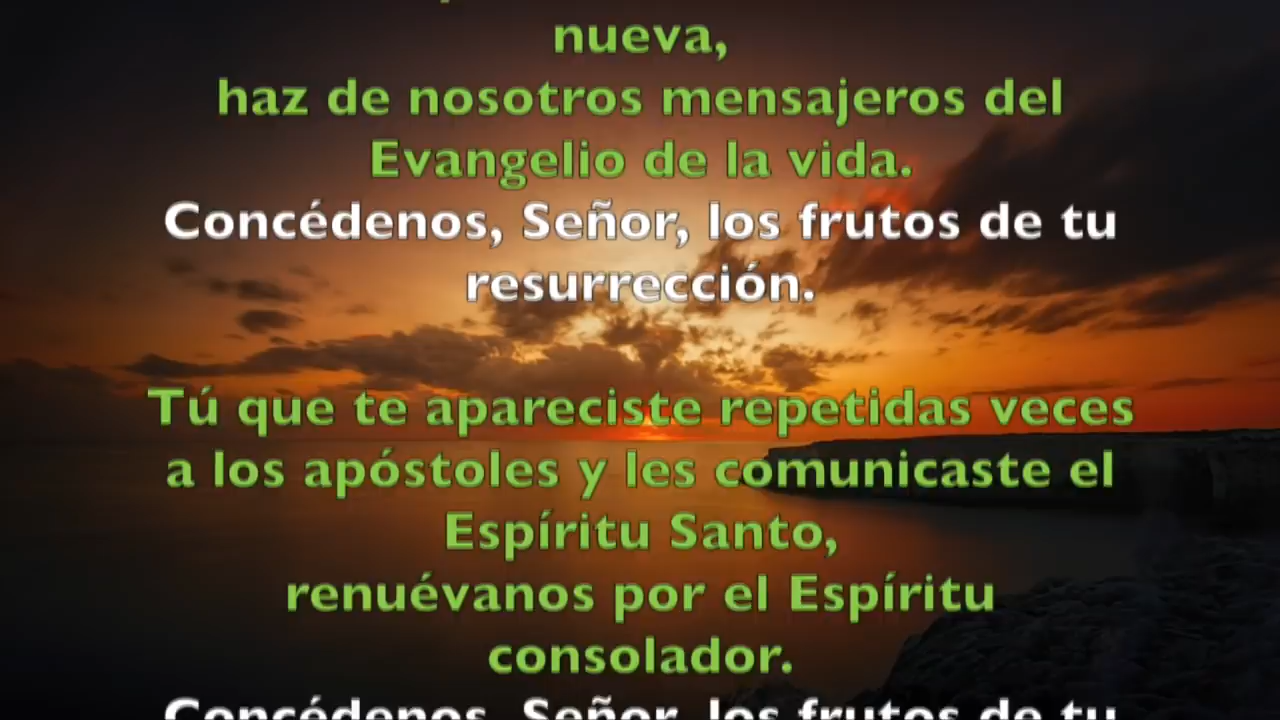 nueva,
haz de nosotros mensajeros del
Evangelio de la vida.
Concédenos, Señor, los frutos de tu
resurrección.
Tú que te apareciste repetidas veces
a los apóstoles y les comunicaste el
Espíritu Santo,
renuévanos por el Espíritu
consolador.
Concédenos, Señor, los frutos de tu